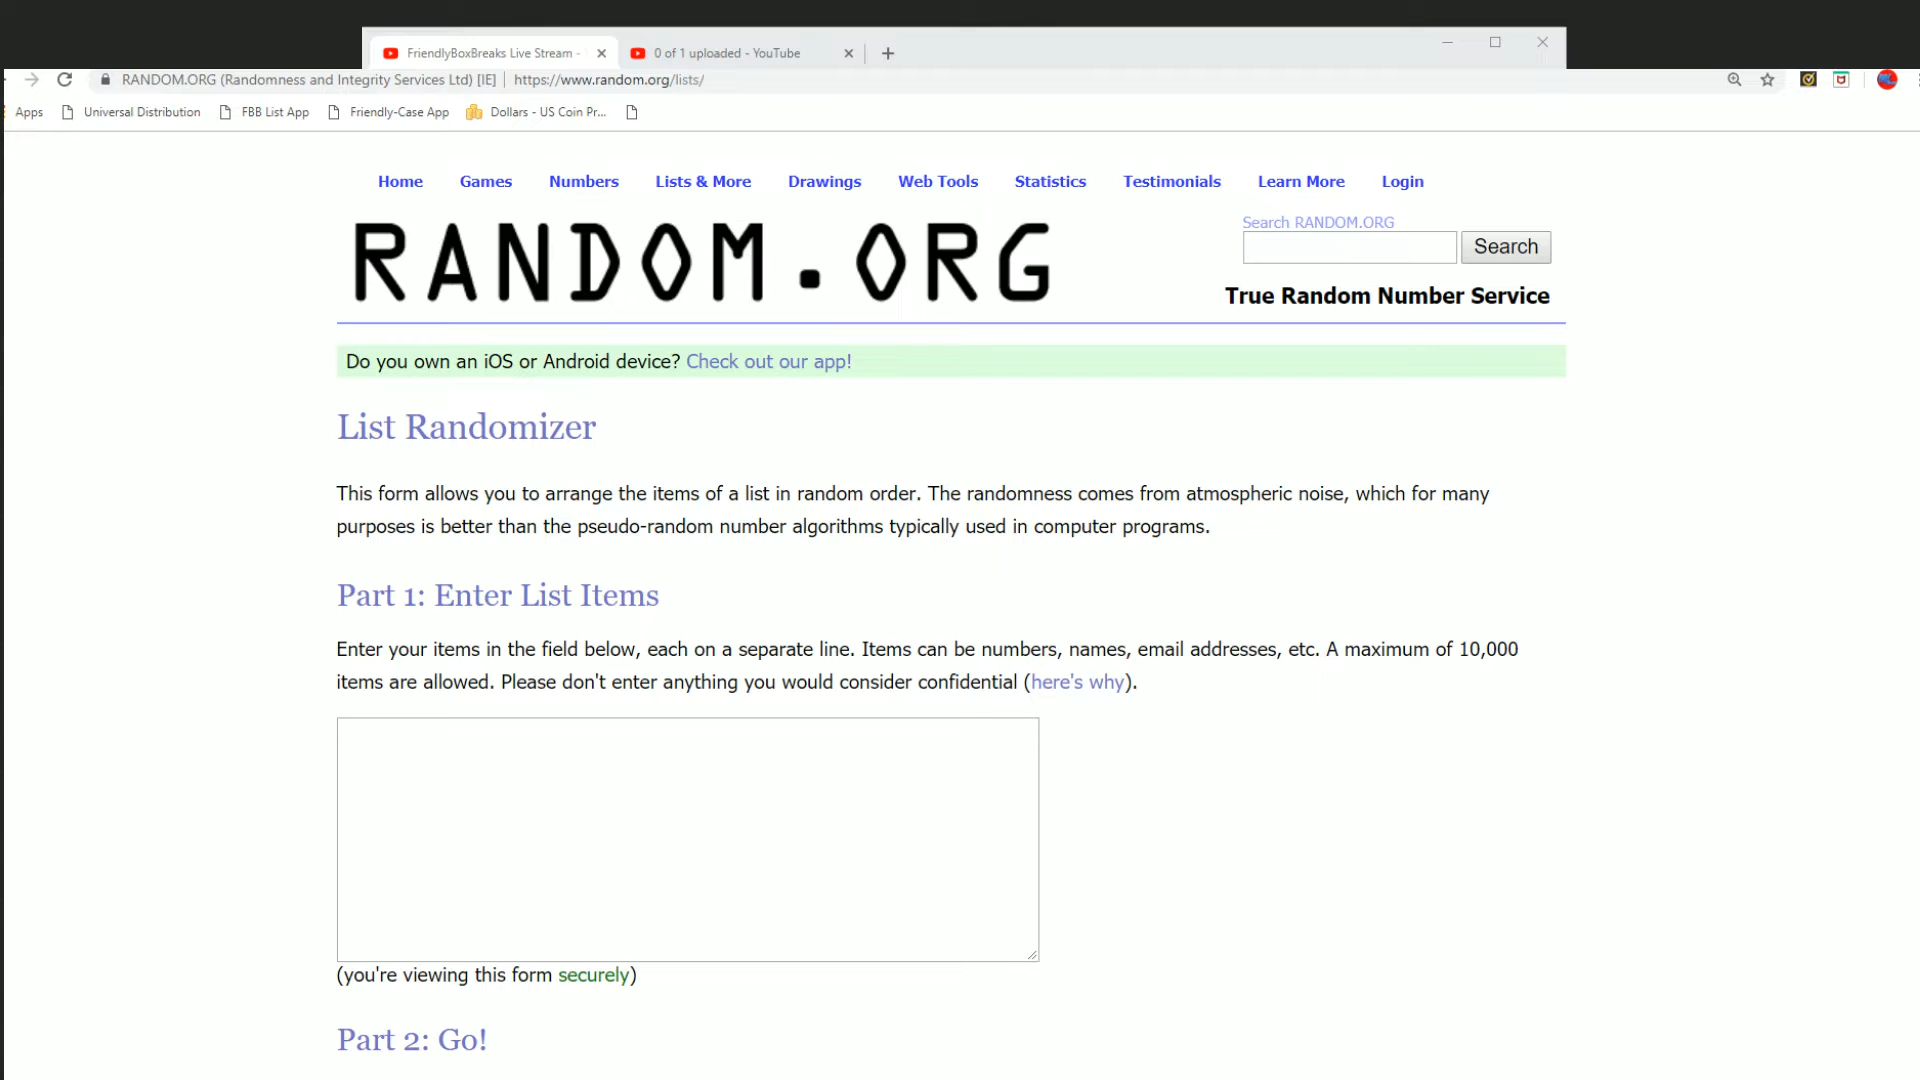 FriendlyBoxBreaks Live Stream -
0 of 1 uploaded - YouTube
RANDOM.ORG (Randomness and Integrity Services Ltd) [IE] | https://www.random.org/lists/
Apps Universal Distribution FBB List App Friendly-Case App Dollars - US Coin Pr...
Home Games Numbers Lists & More Drawings Web Tools Statistics Testimonials Learn More Login
RANDOM.ORG
Search RANDOM.ORG
Search
True Random Number Service
Do you own an iOS or Android device? Check out our app!
List Randomizer
This form allows you to arrange the items of a list in random order. The randomness comes from atmospheric noise, which for many
purposes is better than the pseudo-random number algorithms typically used in computer programs.
Part 1: Enter List Items
Enter your items in the field below, each on a separate line. Items can be numbers, names, email addresses, etc. A maximum of 10,000
items are allowed. Please don't enter anything you would consider confidential (here's why).
(you're viewing this form securely)
Part 2: Go!